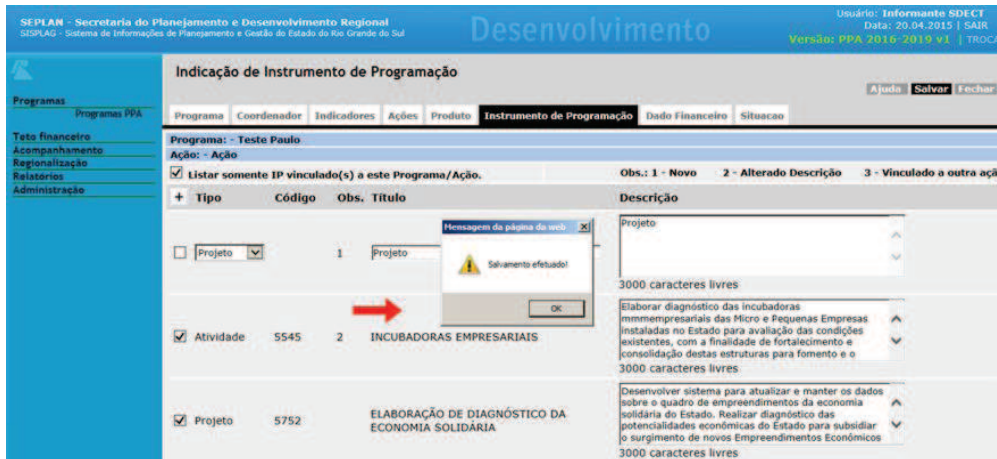 SEPLAN - Secretaria do Planejamento e Desenvolvimento Regional
SISPLAG - Sistema de Informações de Planejamento e Gestão do Estado do Rio Grande do Sul
Desenvolvimento
Usuário: Informante SDECT
Data: 20.04.2015 | SAIR
Versão: PPA 2016-2019 v1 | TROCA
Programas
Programas PPA
Teto financeiro
Acompanhamento
Regionalização
Relatórios
Administração
Indicação de Instrumento de Programação
Ajuda Salvar Fechar
Programa Coordenador Indicadores Ações Produto Instrumento de Programação Dado Financeiro Situacao
Programa: - Teste Paulo
Ação: - Ação
Listar somente IP vinculado(s) a este Programa/Ação. Obs.: 1 - Novo 2 - Alterado Descrição 3 - Vinculado a outra açã
+ Tipo Código Obs. Título Descrição
Projeto 1 Projeto
Projeto
3000 caracteres livres
Mensagem da página da web
Salvamento efetuado!
OK
Atividade 5545 2 INCUBADORAS EMPRESARIAIS
Elaborar diagnóstico das incubadoras
mmmempresariais das Micro e Pequenas Empresas
instaladas no Estado para avaliação das condições
existentes, com a finalidade de fortalecimento e
consolidação destas estruturas para fomento e o
3000 caracteres livres
Projeto 5752 ELABORAÇÃO DE DIAGNÓSTICO DA
ECONOMIA SOLIDÁRIA
Desenvolver sistema para atualizar e manter os dados
sobre o quadro de empreendimentos da economia
solidária do Estado. Realizar diagnóstico das
potencialidades econômicas do Estado para subsidiar
o surgimento de novos Empreendimentos Econômicos
3000 caracteres livres